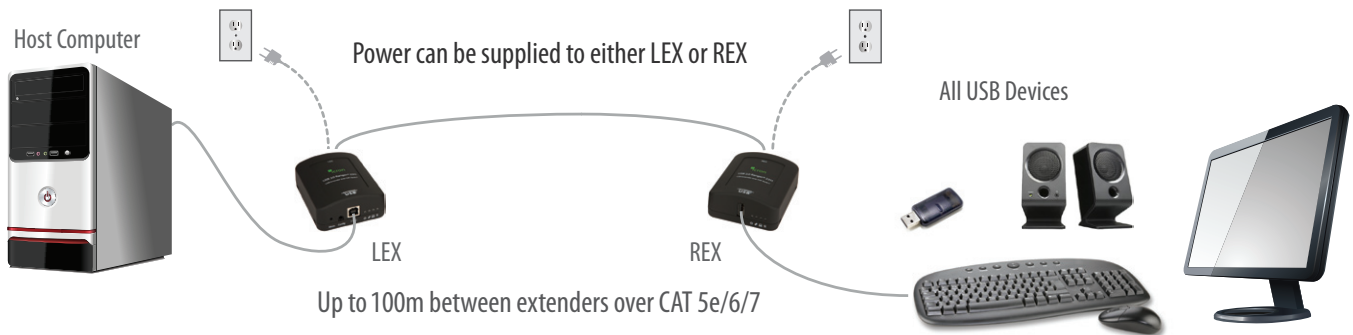 Host Computer
Power can be supplied to either LEX or REX
All USB Devices
LEX
REX
Up to 100m between extenders over CAT 5e/6/7